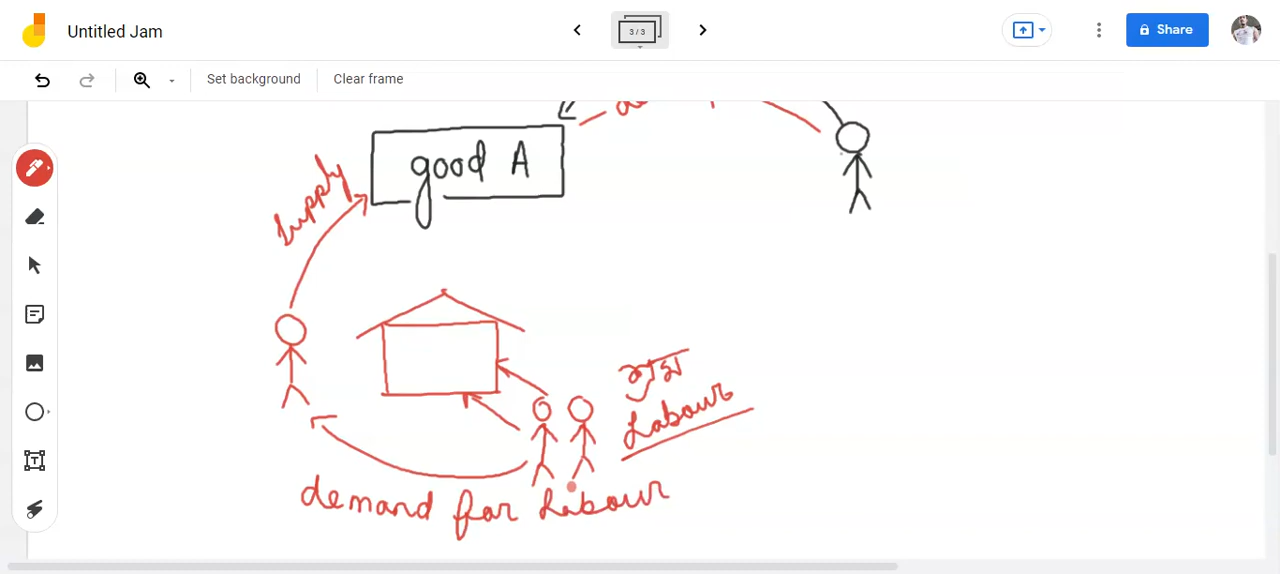 Untitled Jam
3 / 3
Share
Set background
Clear frame
good A
supply
Labour
demand for Labour